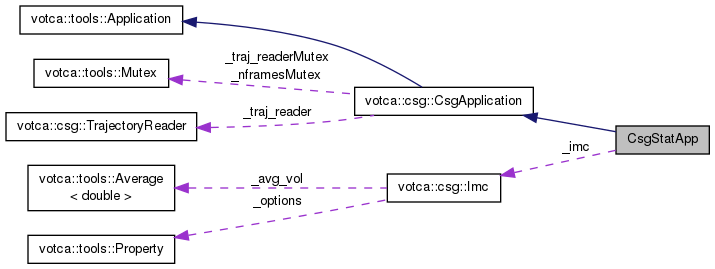 votca::tools::Application
votca::tools::Mutex
_traj_readerMutex
_nframesMutex
votca::csg::CsgApplication
votca::csg::TrajectoryReader
_traj_reader
CsgStatApp
_imc
votca::tools::Average
< double >
_avg_vol
votca::csg::Imc
_options
votca::tools::Property